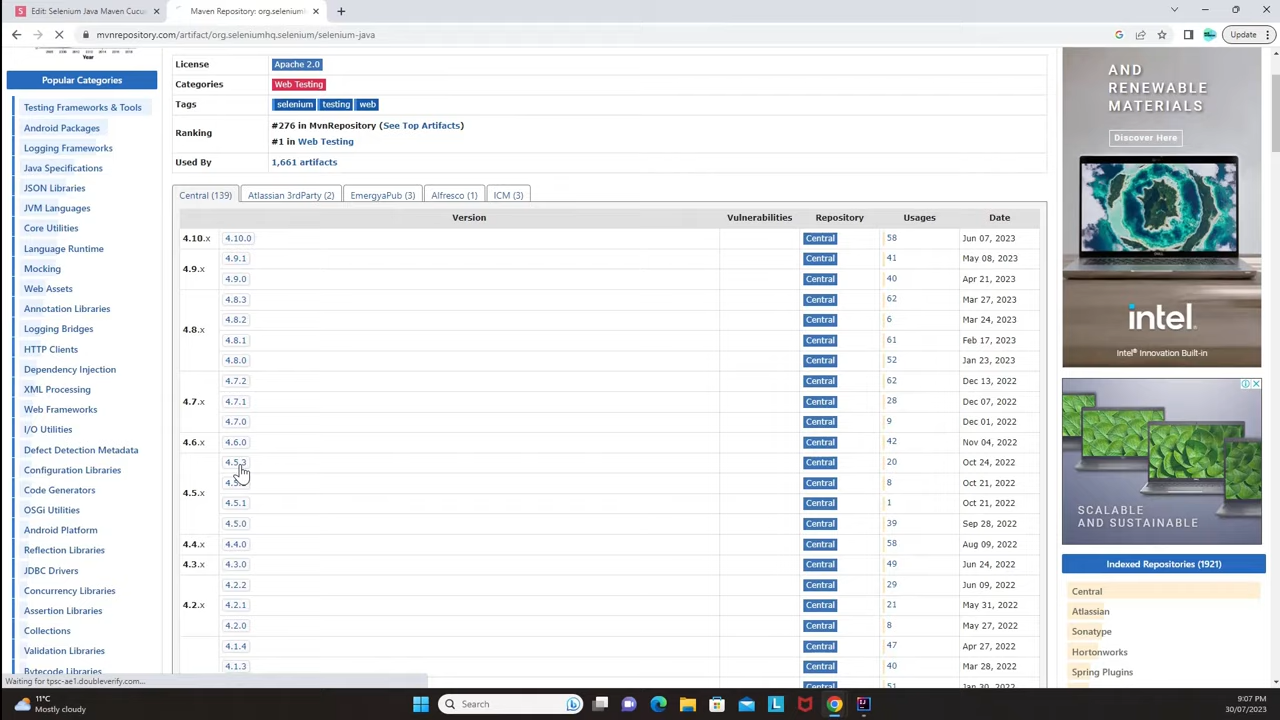 Edit: Selenium Java Maven Cucu
Maven Repository: org.seleniumh
mvnrepository.com/artifact/org.seleniumhq.selenium/selenium-java
Update
Year
Popular Categories
Testing Frameworks & Tools
Android Packages
Logging Frameworks
Java Specifications
JSON Libraries
JVM Languages
Core Utilities
Language Runtime
Mocking
Web Assets
Annotation Libraries
Logging Bridges
HTTP Clients
Dependency Injection
XML Processing
Web Frameworks
I/O Utilities
Defect Detection Metadata
Configuration Libraries
Code Generators
OSGi Utilities
Android Platform
Reflection Libraries
JDBC Drivers
Concurrency Libraries
Assertion Libraries
Collections
Validation Libraries
Bytecode Libraries
Waiting for tpsc-ae1.doubleverify.com...
License Apache 2.0
Categories Web Testing
Tags selenium testing web
Ranking #276 in MvnRepository (See Top Artifacts)
#1 in Web Testing
Used By 1,661 artifacts
Central (139) Atlassian 3rdParty (2) EmergyaPub (3) Alfresco (1) ICM (3)
Version Vulnerabilities Repository Usages Date
4.10.x 4.10.0 Central 58 Jun 07, 2023
4.9.x 4.9.1 Central 41 May 08, 2023
4.9.0 Central 40 Apr 21, 2023
4.8.x 4.8.3 Central 62 Mar 27, 2023
4.8.2 Central 6 Mar 24, 2023
4.8.1 Central 61 Feb 17, 2023
4.8.0 Central 52 Jan 23, 2023
4.7.x 4.7.2 Central 62 Dec 13, 2022
4.7.1 Central 28 Dec 07, 2022
4.7.0 Central 9 Dec 01, 2022
4.6.x 4.6.0 Central 42 Nov 04, 2022
4.5.x 4.5.3 Central 20 Oct 24, 2022
Central 8 Oct 21, 2022
4.5.1 Central 1 Oct 21, 2022
4.5.0 Central 39 Sep 28, 2022
4.4.x 4.4.0 Central 58 Aug 09, 2022
4.3.x 4.3.0 Central 49 Jun 24, 2022
4.2.x 4.2.2 Central 29 Jun 09, 2022
4.2.1 Central 21 May 31, 2022
4.2.0 Central 8 May 27, 2022
4.1.4 Central 47 Apr 27, 2022
4.1.3 Central 40 Mar 28, 2022
51 Jan 30, 2022
AND
RENEWABLE
MATERIALS
Discover Here
intel.
Intel® Innovation Built-in
SCALABLE
AND SUSTAINABLE
Indexed Repositories (1921)
Central
Atlassian
Sonatype
Hortonworks
Spring Plugins
11°C
Mostly cloudy
Search
9:07 PM
30/07/2023